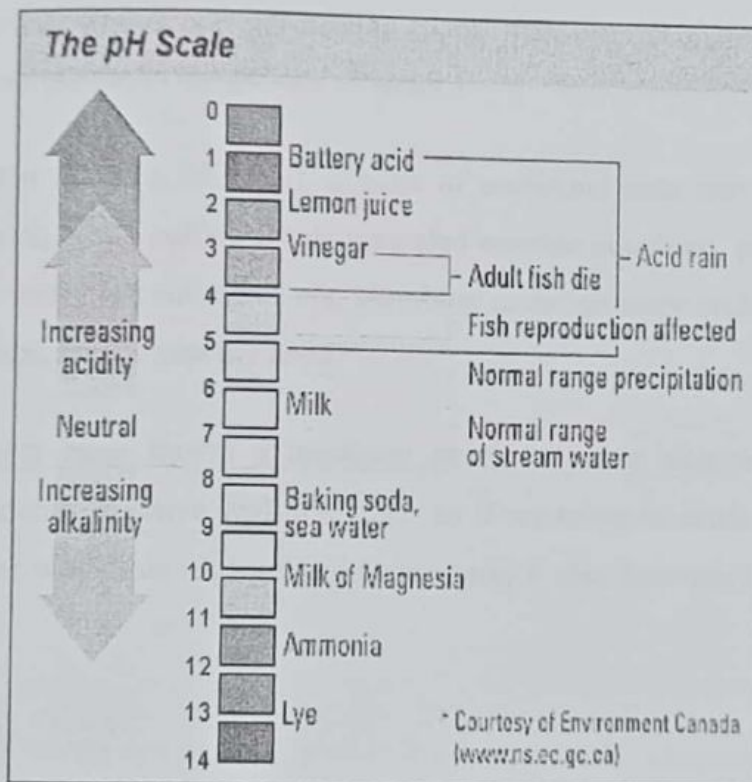 The pH Scale
0
1
Battery acid
2
Lemon juice
3
Vinegar
Adult fish die
Acid rain
4
Fish reproduction affected
5
Normal range precipitation
6
Milk
7
Normal range
of stream water
8
Baking soda,
sea water
9
10
Milk of Magnesia
11
Ammonia
12
13
Lye
14
Increasing
acidity
Neutral
Increasing
alkalinity
* Courtesy of Environment Canada
(www.ns.ec.gc.ca)